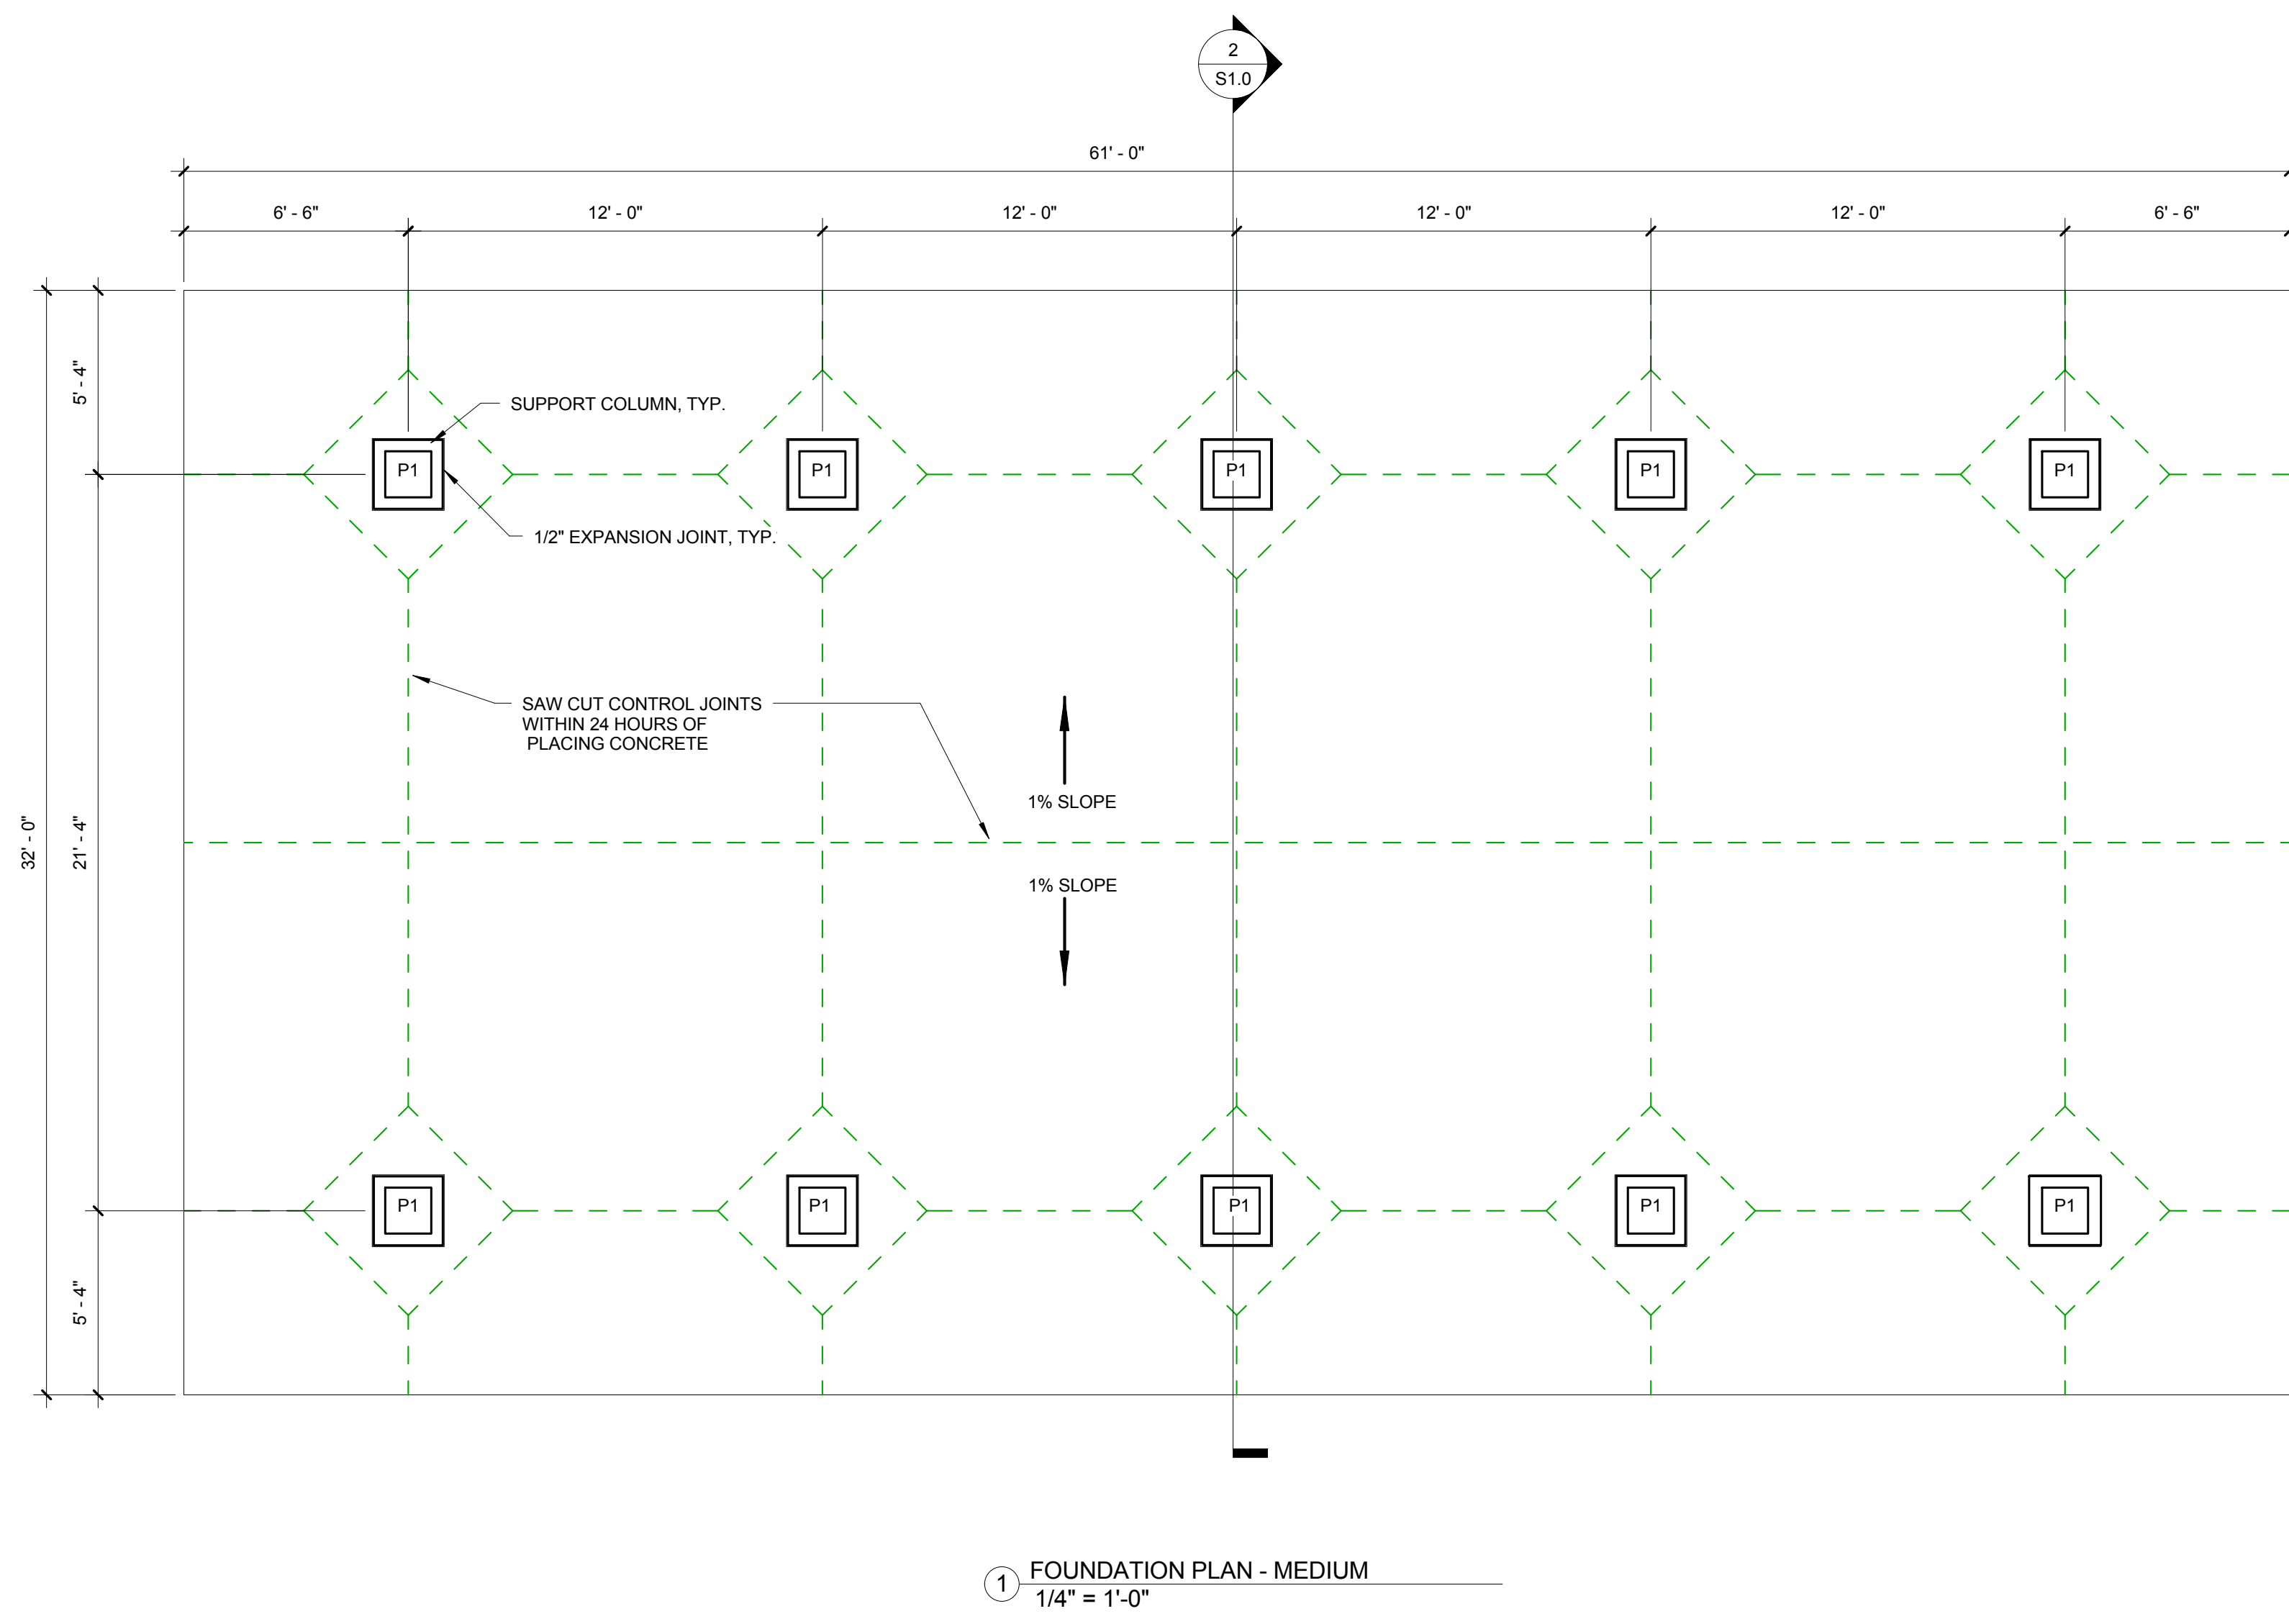 2
S1.0
61' - 0"
6' - 6"
12' - 0"
12' - 0"
12' - 0"
12' - 0"
6' - 6"
5' - 4"
SUPPORT COLUMN, TYP.
P1
P1
P1
P1
P1
1/2" EXPANSION JOINT, TYP.
SAW CUT CONTROL JOINTS
WITHIN 24 HOURS OF
PLACING CONCRETE
1% SLOPE
32' - 0"
21' - 4"
1% SLOPE
P1
P1
P1
P1
P1
5' - 4"
1
FOUNDATION PLAN - MEDIUM
1/4" = 1'-0"